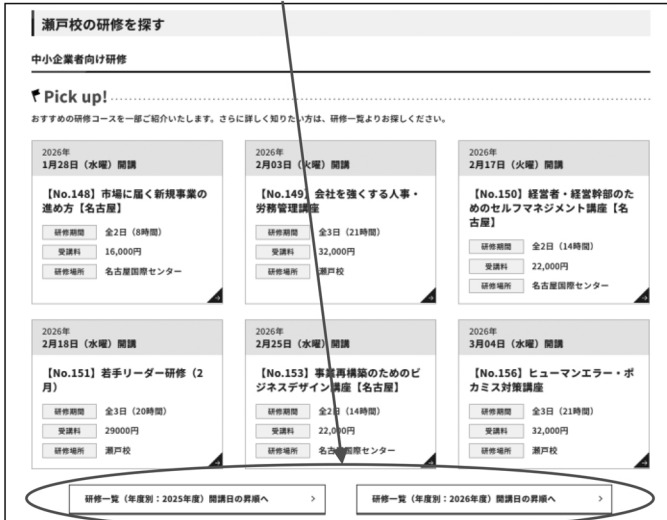 瀬戸校の研修を探す
中小企業者向け研修
Pick up!
おすすめの研修コースを一部ご紹介いたします。さらに詳しく知りたい方は、研修一覧よりお探しください。
2026年
1月28日（水曜）開講
【No.148】市場に届く新規事業の
進め方【名古屋】
研修期間 全2日（8時間）
受講料 16,000円
研修場所 名古屋国際センター
2026年
2月03日（火曜）開講
【No.149】会社を強くする人事・
労務管理講座
研修期間 全3日（21時間）
受講料 32,000円
研修場所 瀬戸校
2026年
2月17日（火曜）開講
【No.150】経営者・経営幹部のた
めのセルフマネジメント講座【名
古屋】
研修期間 全2日（14時間）
受講料 22,000円
研修場所 名古屋国際センター
2026年
2月18日（水曜）開講
【No.151】若手リーダー研修（2
月）
研修期間 全3日（20時間）
受講料 29000円
研修場所 瀬戸校
2026年
2月25日（水曜）開講
【No.153】事業再構築のためのビ
ジネスデザイン講座【名古屋】
研修期間 全2日（14時間）
受講料 22,000円
研修場所 名古屋国際センター
2026年
3月04日（水曜）開講
【No.156】ヒューマンエラー・ポ
カミス対策講座
研修期間 全3日（21時間）
受講料 32,000円
研修場所 瀬戸校
研修一覧（年度別：2025年度）開講日の昇順へ
研修一覧（年度別：2026年度）開講日の昇順へ